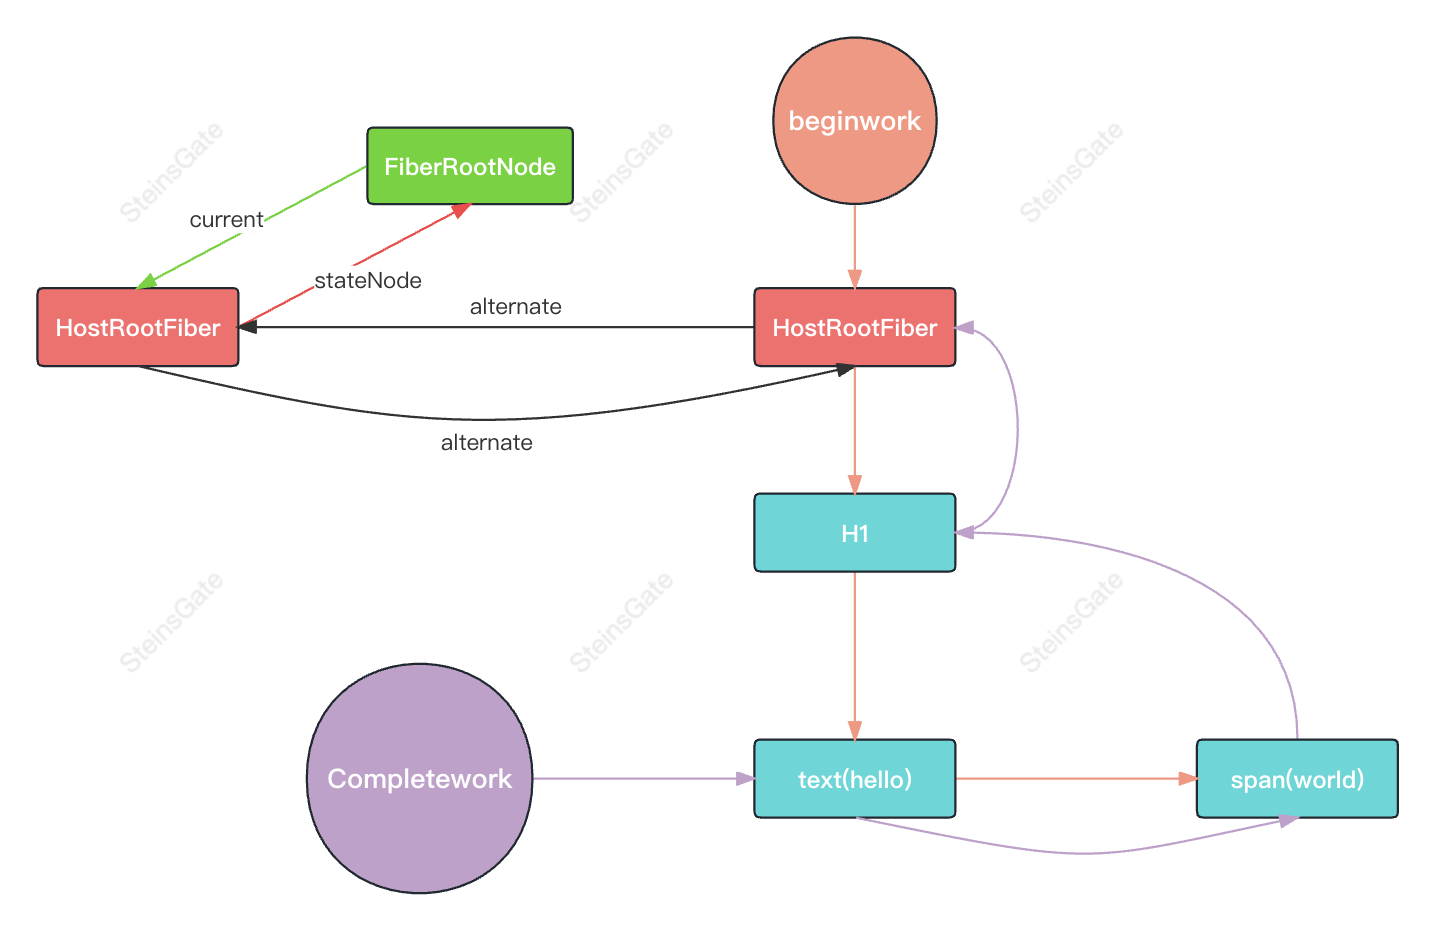 beginwork
SteinsGate
SteinsGate
SteinsGate
FiberRootNode
current
stateNode
alternate
HostRootFiber
HostRootFiber
alternate
H1
SteinsGate
SteinsGate
SteinsGate
Completework
text(hello)
span(world)